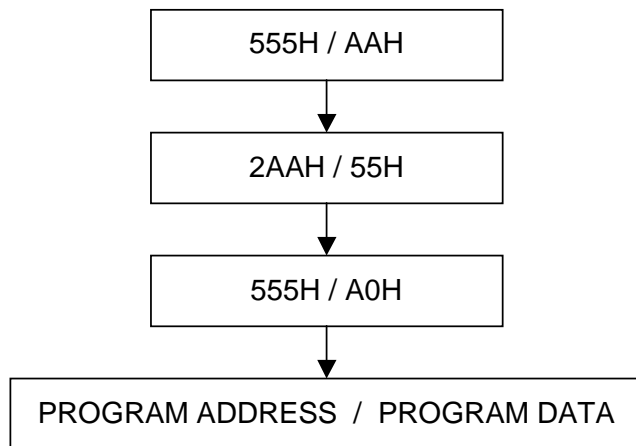 555H / AAH
2AAH / 55H
555H / A0H
PROGRAM ADDRESS / PROGRAM DATA